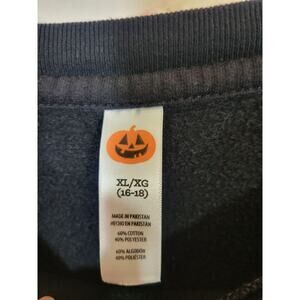 XL/XG
(16-18)
MADE IN PAKISTAN
HECHO EN PAKISTAN
60% COTTON
40% POLYESTER
60% ALGODÓN
40% POLIÉSTER